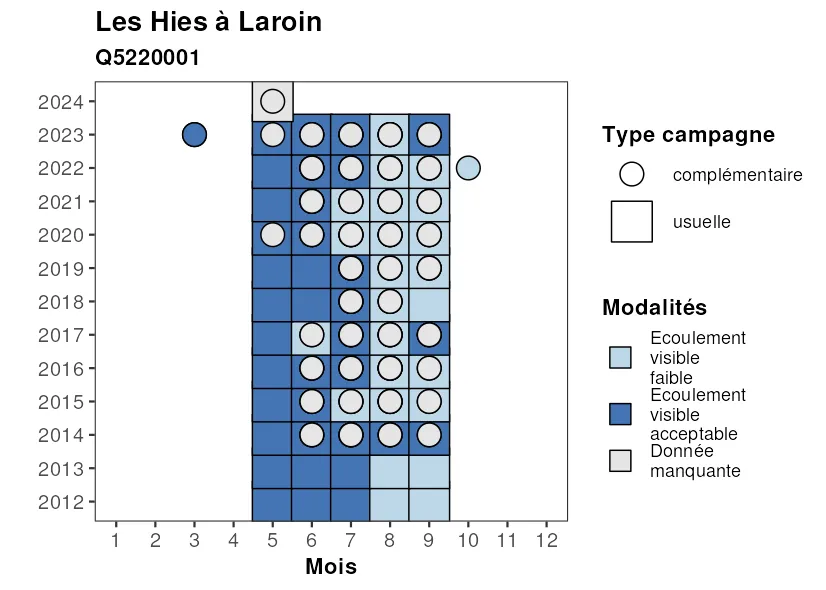 Les Hies à Laroin
Q5220001
2024
2023
2022
2021
2020
2019
2018
2017
2016
2015
2014
2013
2012
1 2 3 4 5 6 7 8 9 10 11 12
Mois
Type campagne
complémentaire
usuelle
Modalités
Ecoulement
visible
faible
Ecoulement
visible
acceptable
Donnée
manquante